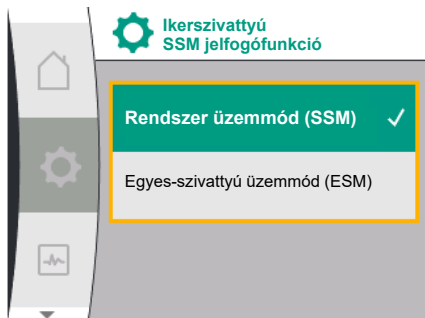 Ikerszivattyú
SSM jelfogófunkció
Rendszer üzemmód (SSM)
Egyes-szivattyú üzemmód (ESM)